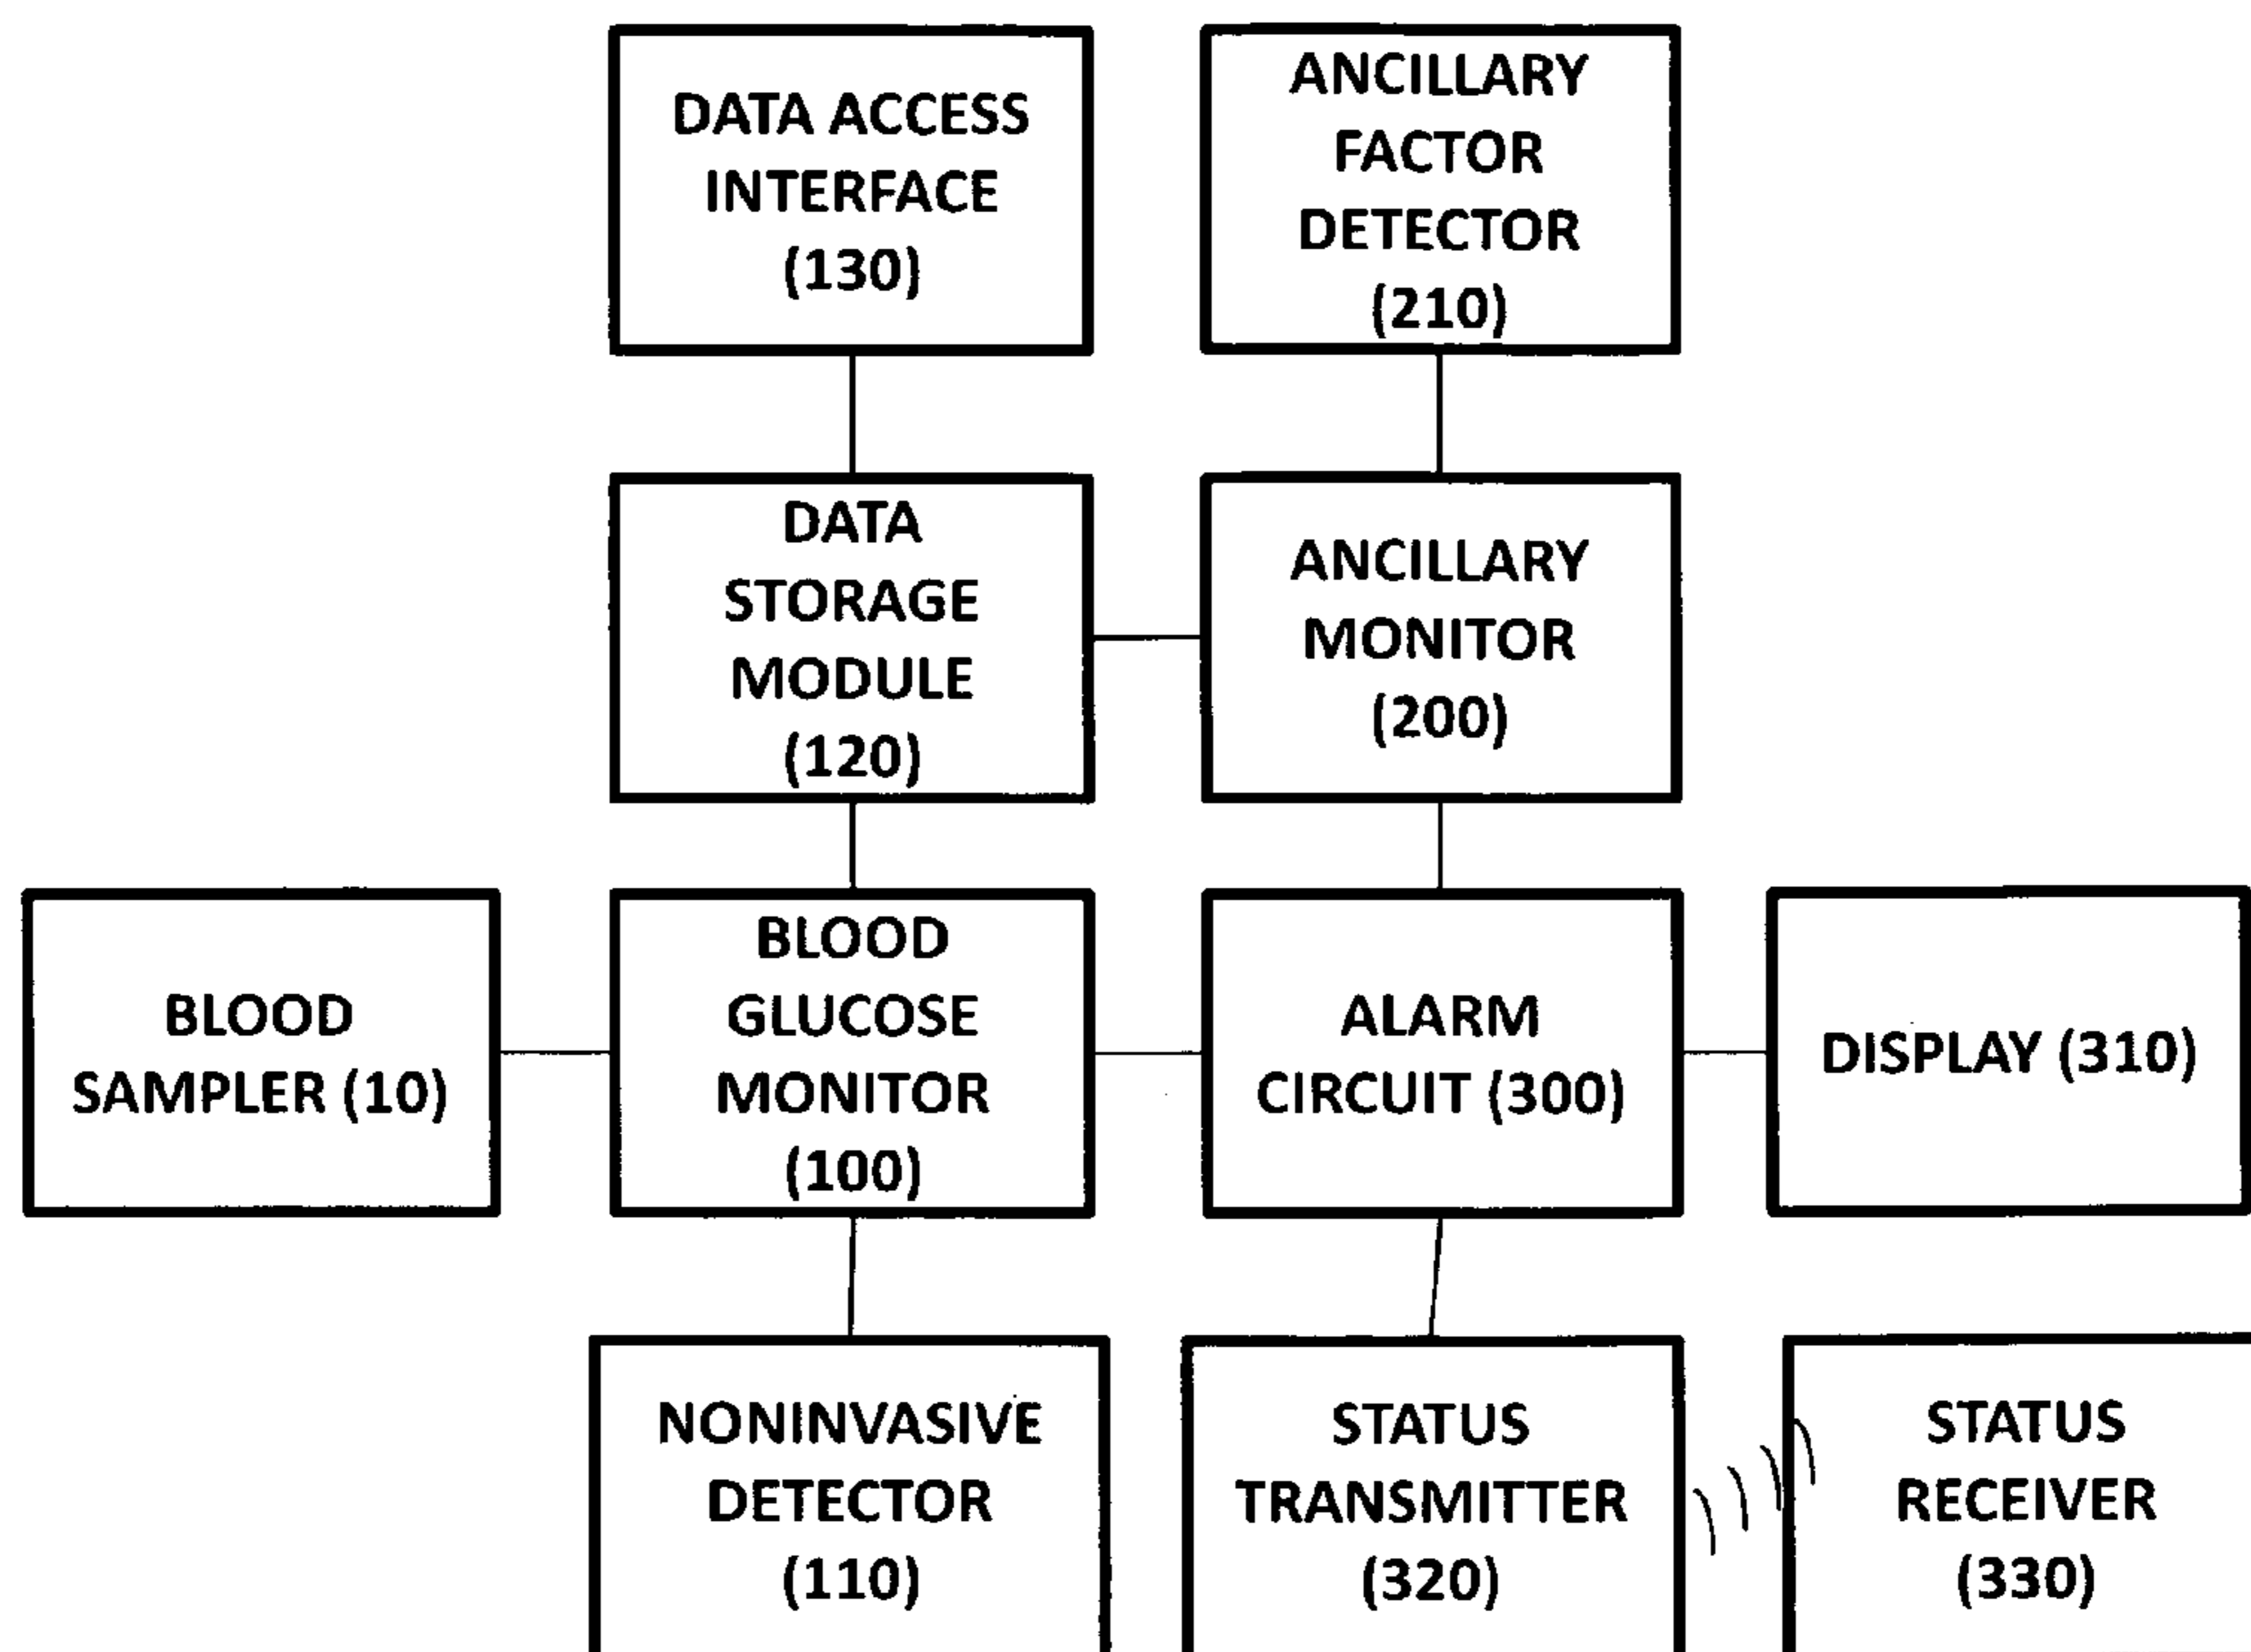 DATA ACCESS
INTERFACE
(130)
ANCILLARY
FACTOR
DETECTOR
(210)
DATA
STORAGE
MODULE
(120)
ANCILLARY
MONITOR
(200)
BLOOD
SAMPLER (10)
BLOOD
GLUCOSE
MONITOR
(100)
ALARM
CIRCUIT (300)
DISPLAY (310)
NONINVASIVE
DETECTOR
(110)
STATUS
TRANSMITTER
(320)
STATUS
RECEIVER
(330)